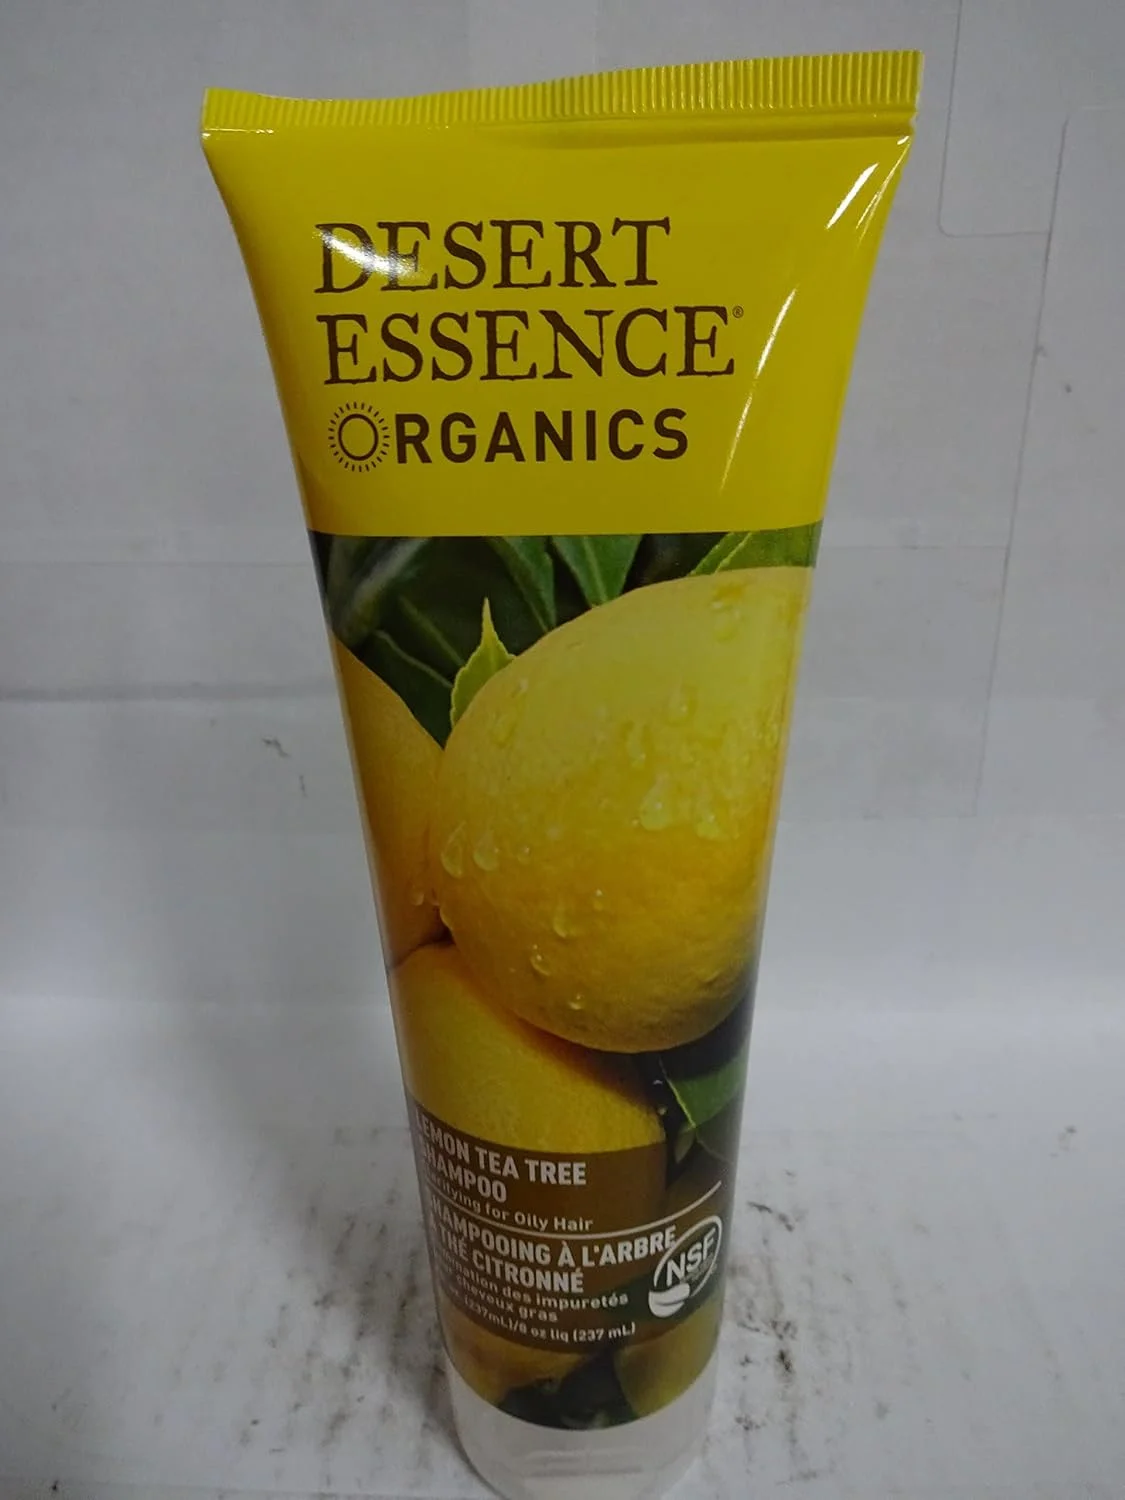 DESERT
ESSENCE®
ORGANICS
LEMON TEA TREE
SHAMPOO
for Oily Hair
SHAMPOOING À L'ARBRE
THÉ CITRONNÉ
des impuretés
cheveux gras
(237mL)/8 oz liq (237 mL)
NSF